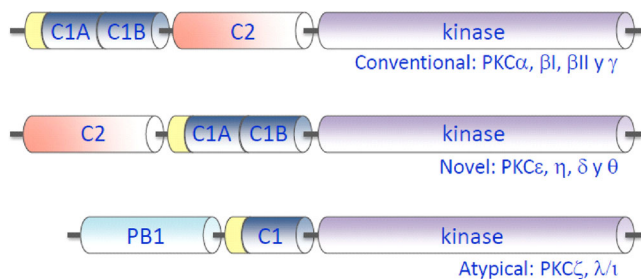 C1A C1B C2 kinase
Conventional: PKCα, βI, βII y γ
C2 C1A C1B kinase
Novel: PKCε, η, δ y θ
PB1 C1 kinase
Atypical: PKCζ, λ/ι